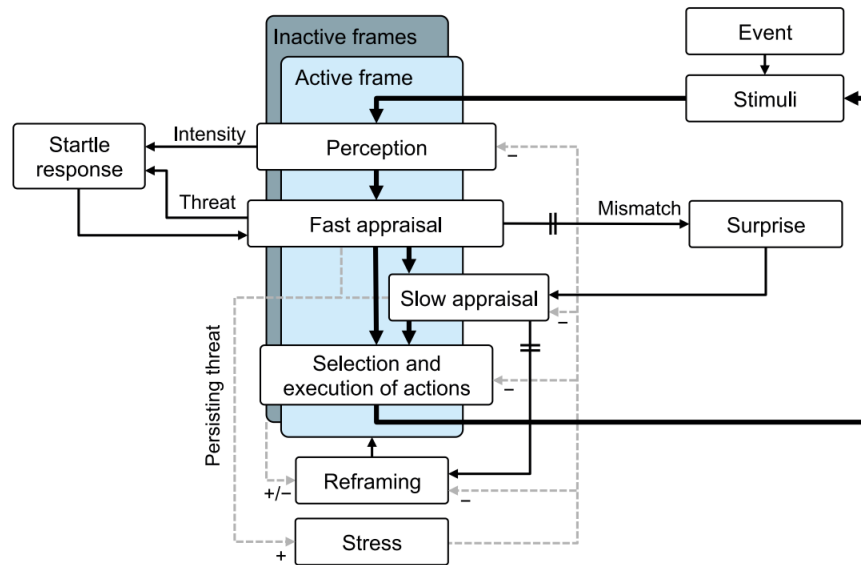 Inactive frames
Event
Active frame
Stimuli
Startle
response
Intensity
Perception
–
Threat
Fast appraisal
Mismatch
Surprise
Slow appraisal
–
Selection and
execution of actions
–
Persisting threat
Reframing
+/–
–
Stress
+